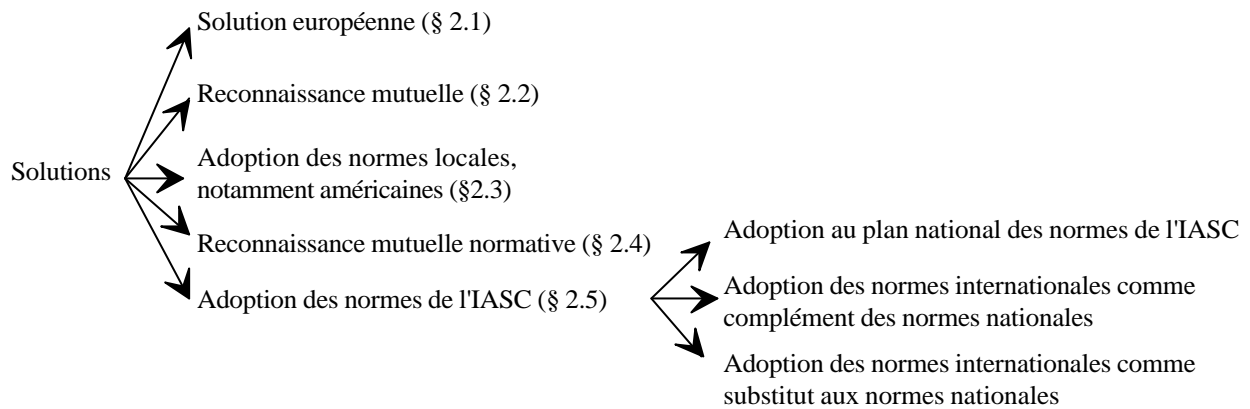 Solution européenne (§ 2.1)
Reconnaissance mutuelle (§ 2.2)
Solutions
Adoption des normes locales,
notamment américaines (§2.3)
Reconnaissance mutuelle normative (§ 2.4)
Adoption des normes de l'IASC (§ 2.5)
Adoption au plan national des normes de l'IASC
Adoption des normes internationales comme
complément des normes nationales
Adoption des normes internationales comme
substitut aux normes nationales